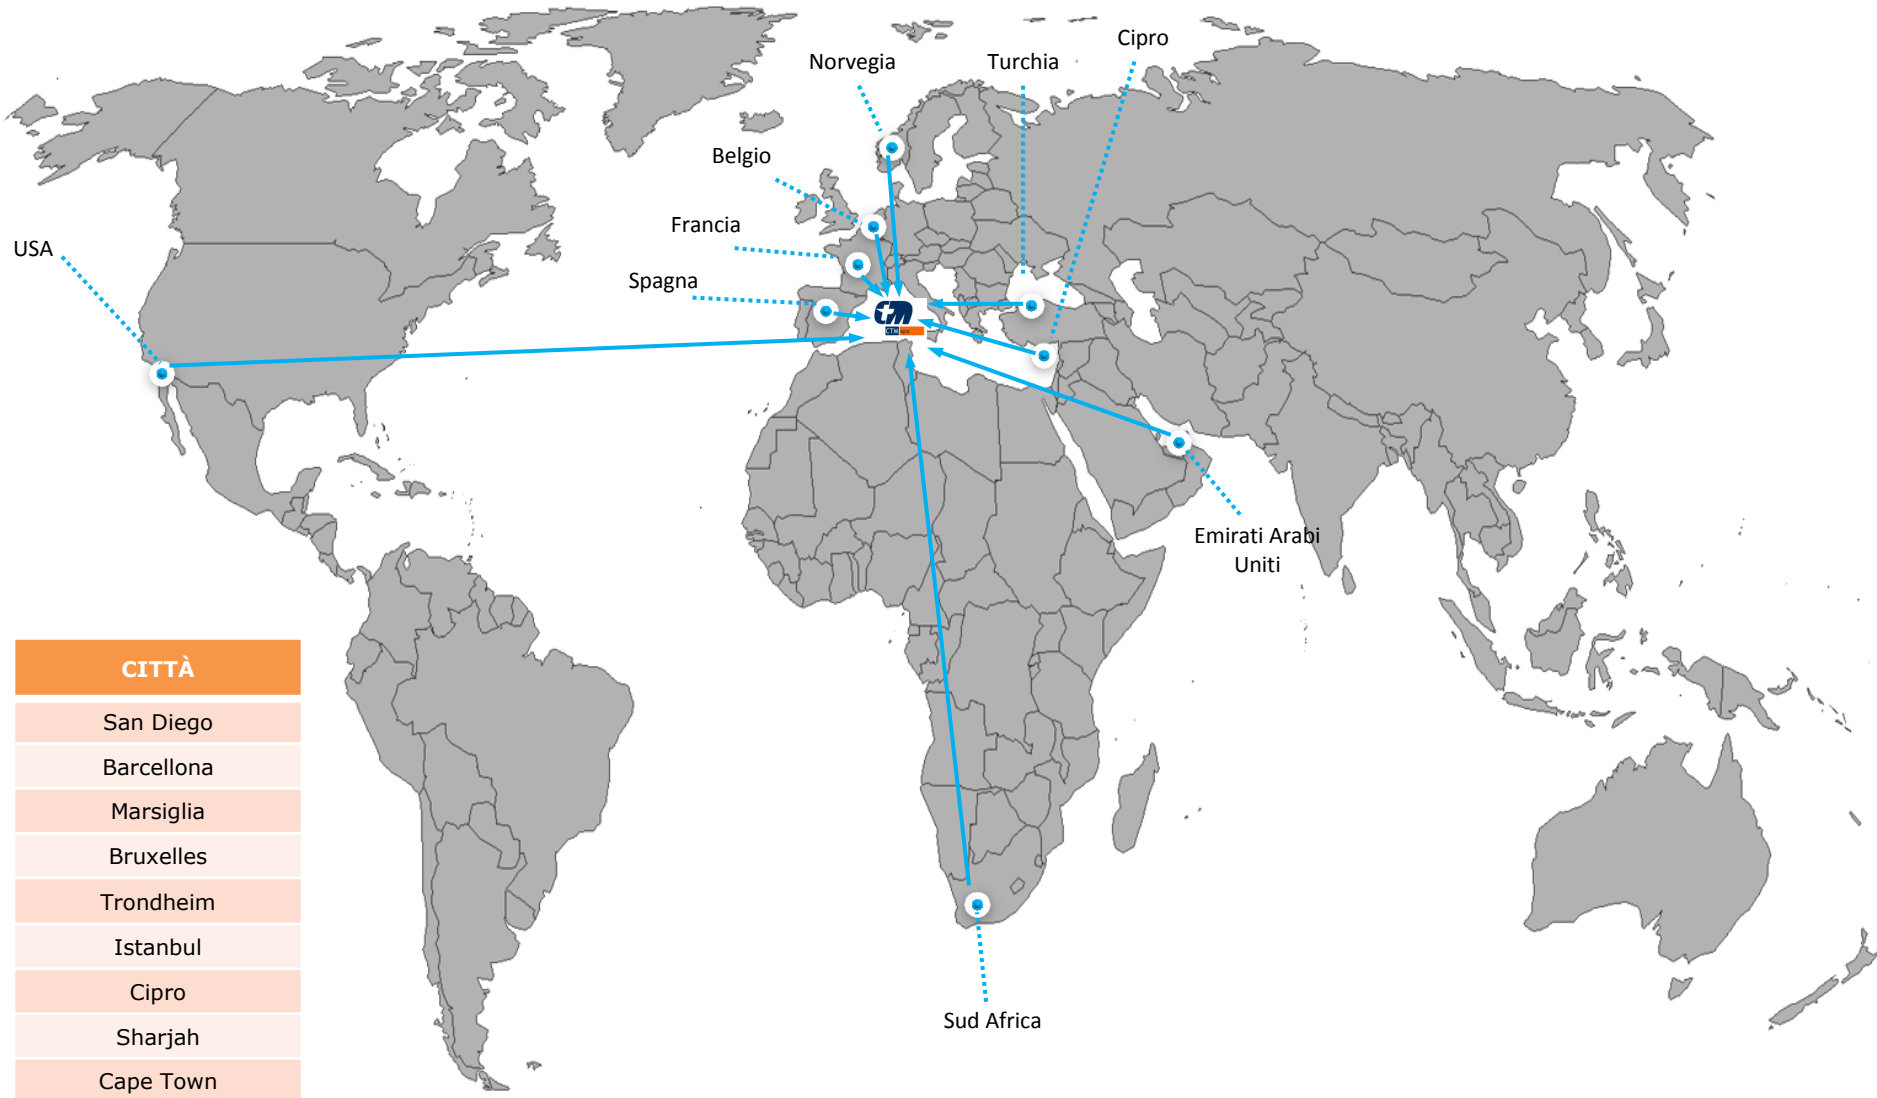 Cipro
Norvegia
Turchia
Belgio
Francia
USA
Spagna
CTM
Emirati Arabi
Uniti
CITTÀ
San Diego
Barcellona
Marsiglia
Bruxelles
Trondheim
Istanbul
Cipro
Sharjah
Cape Town
Sud Africa